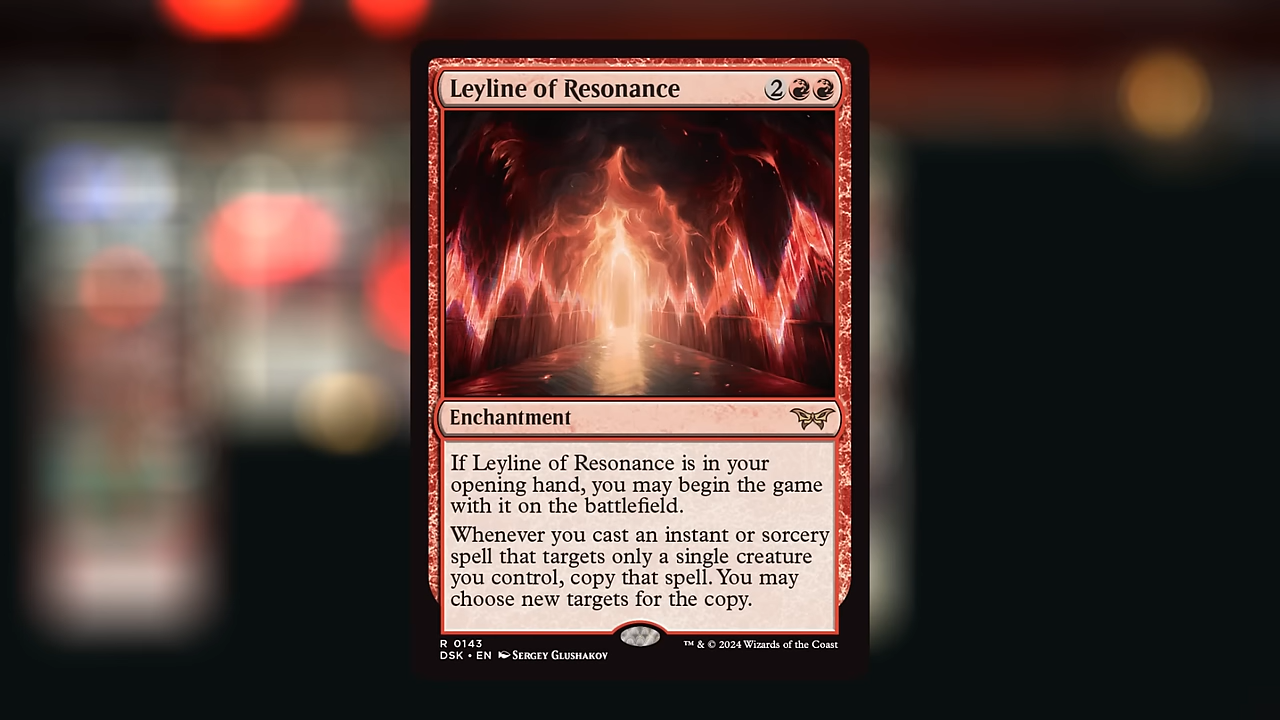 Leyline of Resonance 2
Enchantment
If Leyline of Resonance is in your
opening hand, you may begin the game
with it on the battlefield.
Whenever you cast an instant or sorcery
spell that targets only a single creature
you control, copy that spell. You may
choose new targets for the copy.
R 0143
DSK • EN SERGEY GLUSHAKOV
™ & © 2024 Wizards of the Coast